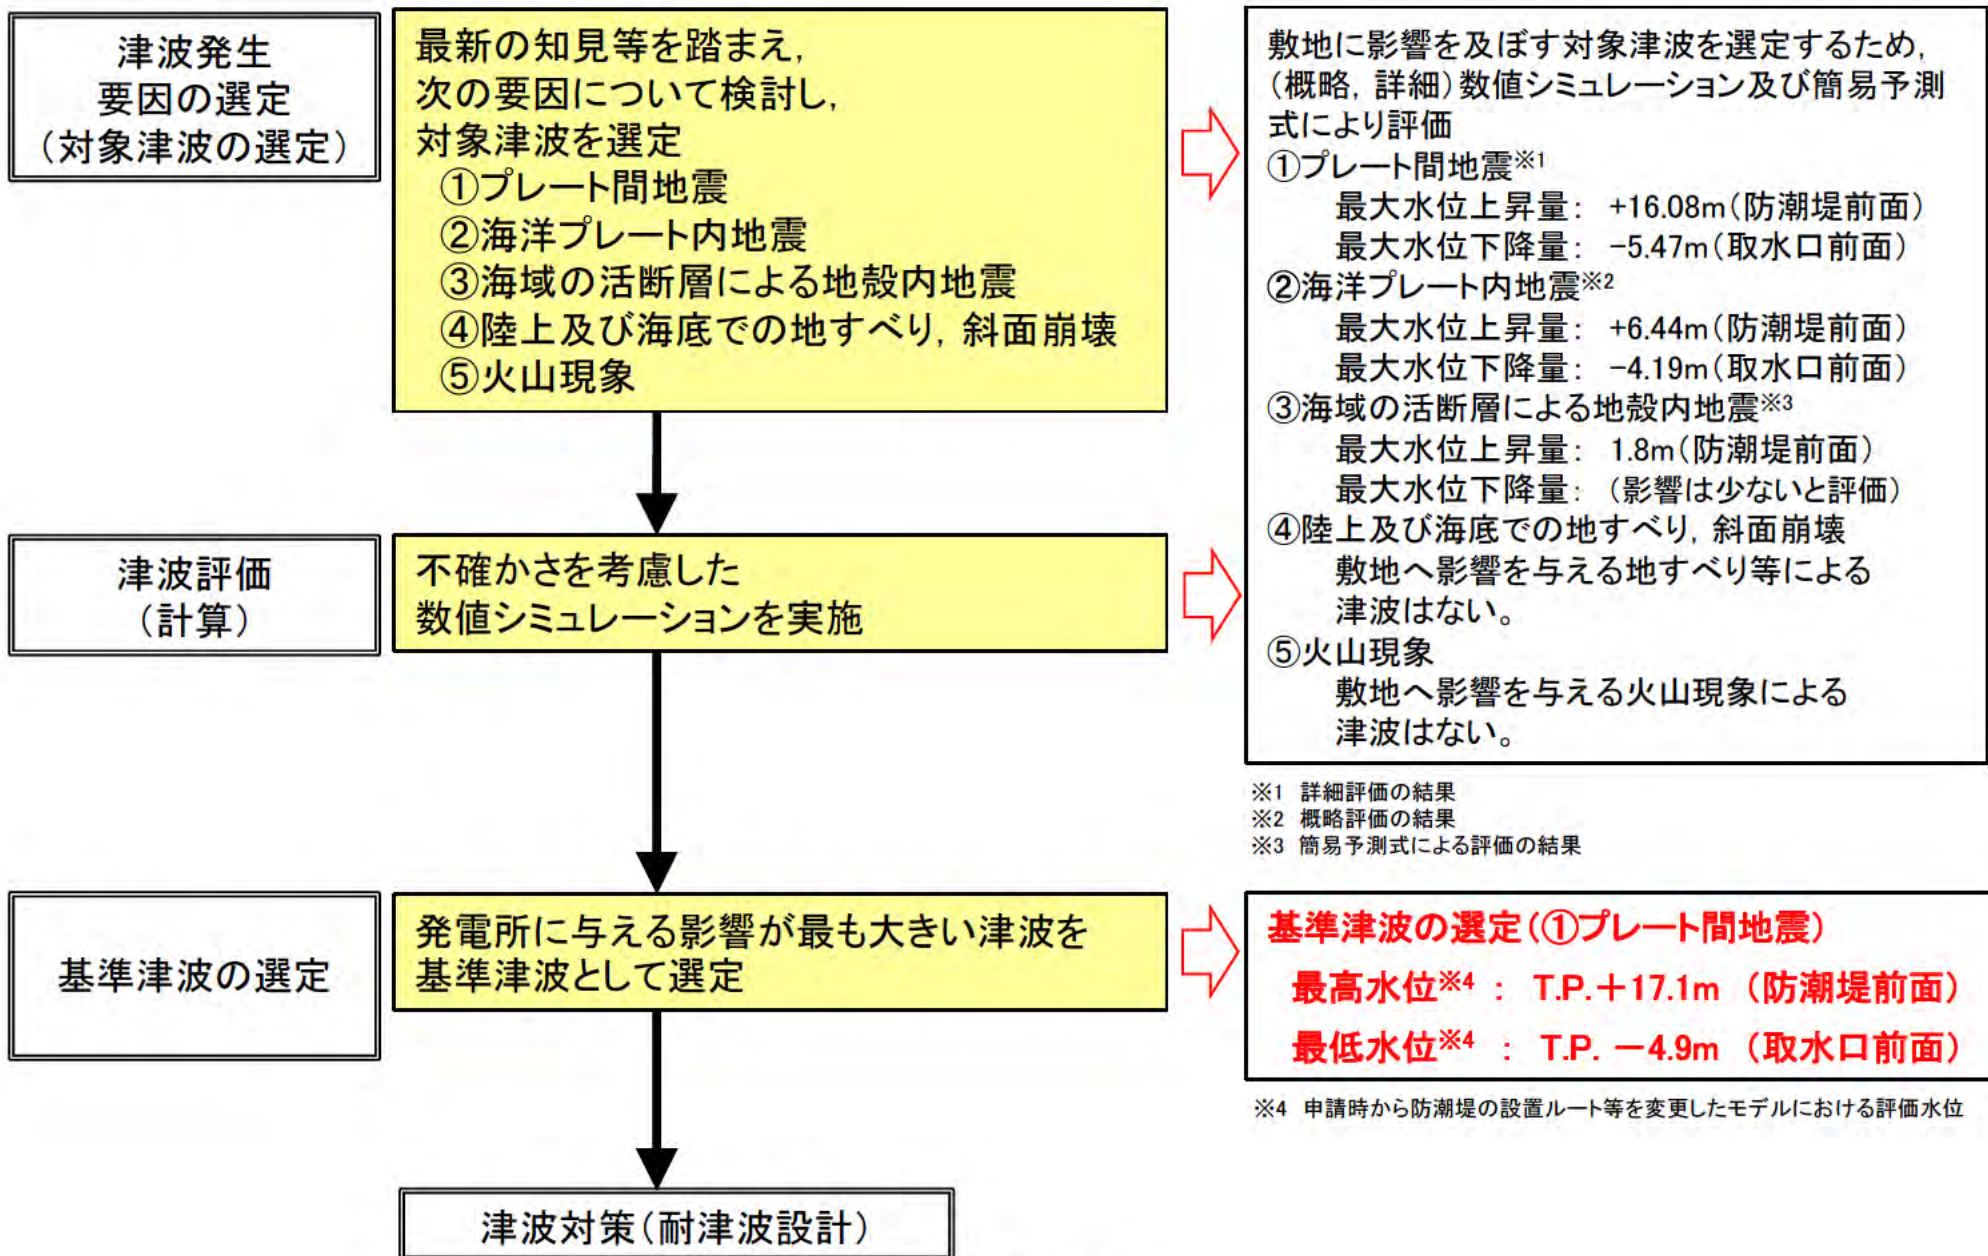 津波発生
要因の選定
（対象津波の選定）
最新の知見等を踏まえ，
次の要因について検討し，
対象津波を選定
①プレート間地震
②海洋プレート内地震
③海域の活断層による地殻内地震
④陸上及び海底での地すべり，斜面崩壊
⑤火山現象
敷地に影響を及ぼす対象津波を選定するため，
（概略，詳細）数値シミュレーション及び簡易予測
式により評価
①プレート間地震※1
最大水位上昇量： +16.08m（防潮堤前面）
最大水位下降量： -5.47m（取水口前面）
②海洋プレート内地震※2
最大水位上昇量： +6.44m（防潮堤前面）
最大水位下降量： -4.19m（取水口前面）
③海域の活断層による地殻内地震※3
最大水位上昇量： 1.8m（防潮堤前面）
最大水位下降量： （影響は少ないと評価）
④陸上及び海底での地すべり，斜面崩壊
敷地へ影響を与える地すべり等による
津波はない。
⑤火山現象
敷地へ影響を与える火山現象による
津波はない。
※1 詳細評価の結果
※2 概略評価の結果
※3 簡易予測式による評価の結果
津波評価
（計算）
不確かさを考慮した
数値シミュレーションを実施
基準津波の選定
発電所に与える影響が最も大きい津波を
基準津波として選定
基準津波の選定（①プレート間地震）
最高水位※4 ： T.P.＋17.1m （防潮堤前面）
最低水位※4 ： T.P. －4.9m （取水口前面）
※4 申請時から防潮堤の設置ルート等を変更したモデルにおける評価水位
津波対策（耐津波設計）